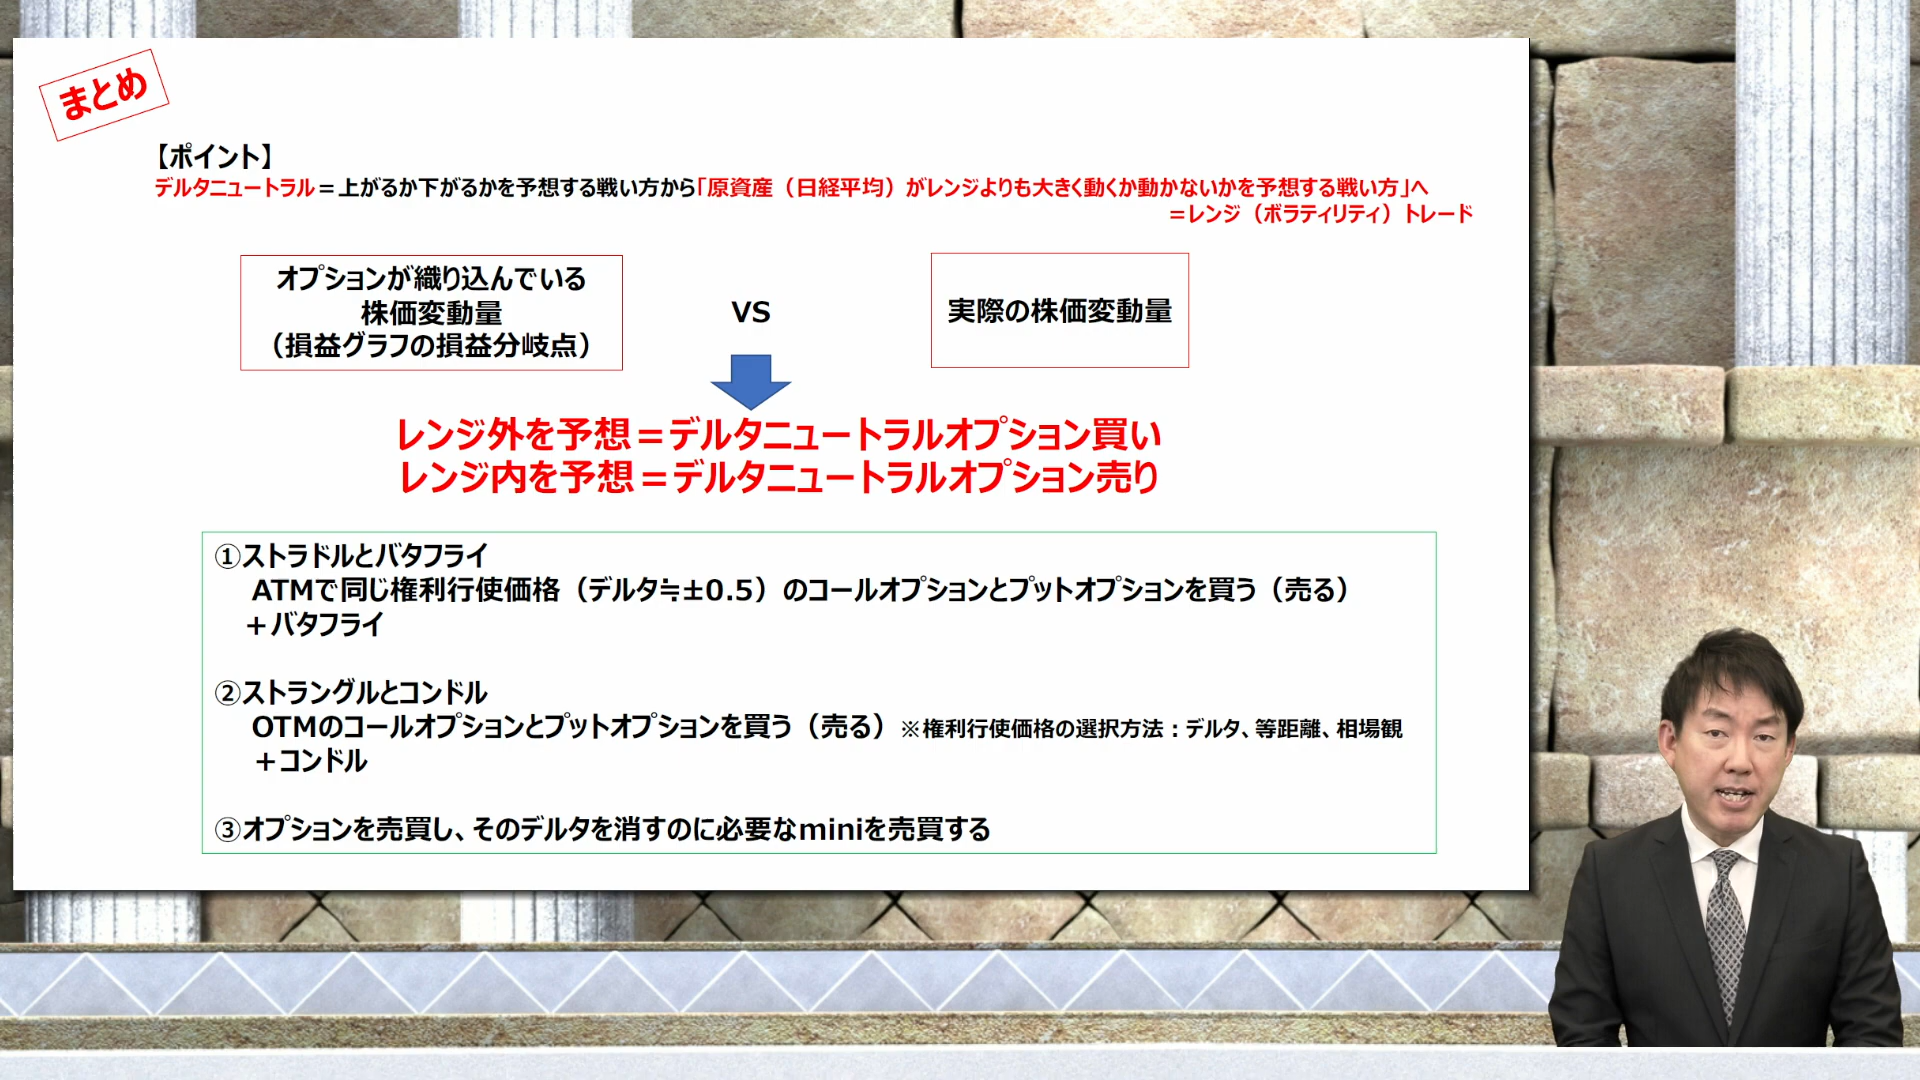 まとめ
【ポイント】
デルタニュートラル＝上がるか下がるかを予想する戦い方から「原資産（日経平均）がレンジよりも大きく動くか動かないかを予想する戦い方」へ
＝レンジ（ボラティリティ）トレード
オプションが織り込んでいる
株価変動量
（損益グラフの損益分岐点）
VS
実際の株価変動量
レンジ外を予想＝デルタニュートラルオプション買い
レンジ内を予想＝デルタニュートラルオプション売り
①ストラドルとバタフライ
ATMで同じ権利行使価格（デルタ≒±0.5）のコールオプションとプットオプションを買う（売る）
＋バタフライ
②ストラングルとコンドル
OTMのコールオプションとプットオプションを買う（売る）※権利行使価格の選択方法：デルタ、等距離、相場観
＋コンドル
③オプションを売買し、そのデルタを消すのに必要なminiを売買する